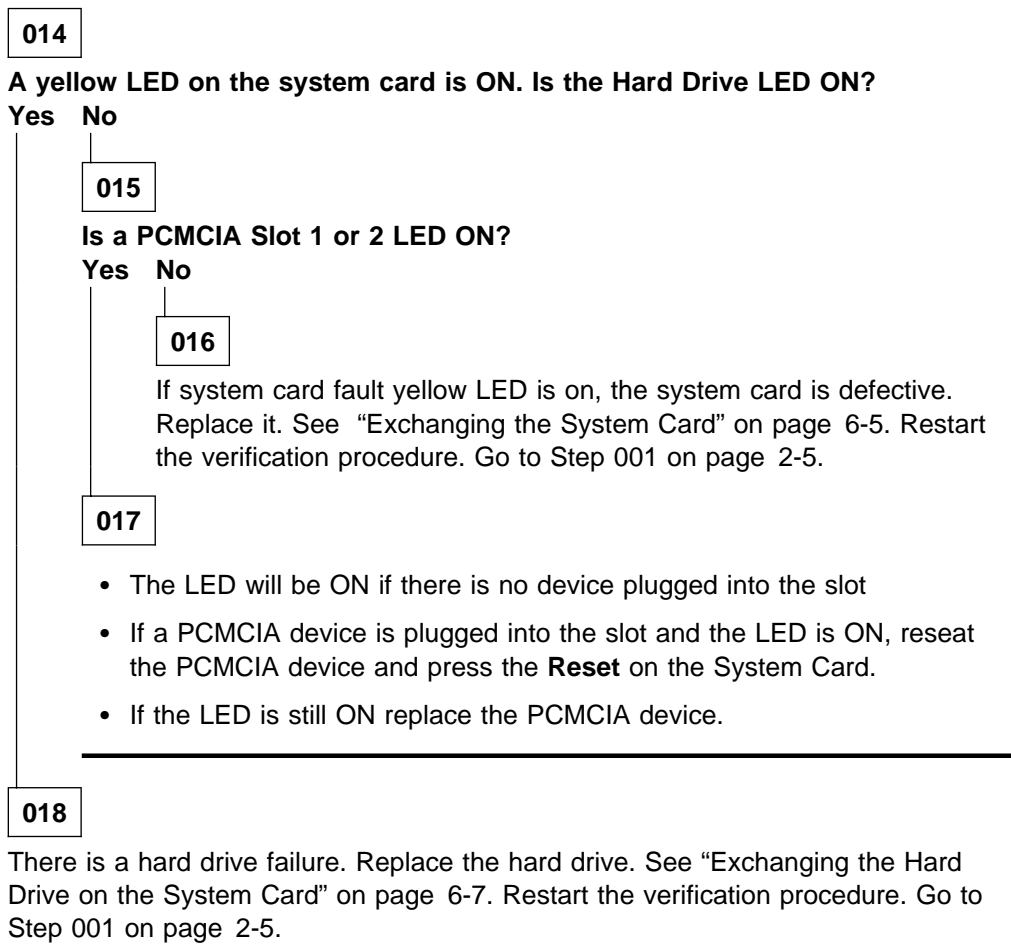 014
A yellow LED on the system card is ON. Is the Hard Drive LED ON?
Yes No
015
Is a PCMCIA Slot 1 or 2 LED ON?
Yes No
016
If system card fault yellow LED is on, the system card is defective.
Replace it. See “Exchanging the System Card” on page 6-5. Restart
the verification procedure. Go to Step 001 on page 2-5.
017
• The LED will be ON if there is no device plugged into the slot
• If a PCMCIA device is plugged into the slot and the LED is ON, reseat
the PCMCIA device and press the Reset on the System Card.
• If the LED is still ON replace the PCMCIA device.
018
There is a hard drive failure. Replace the hard drive. See “Exchanging the Hard
Drive on the System Card” on page 6-7. Restart the verification procedure. Go to
Step 001 on page 2-5.